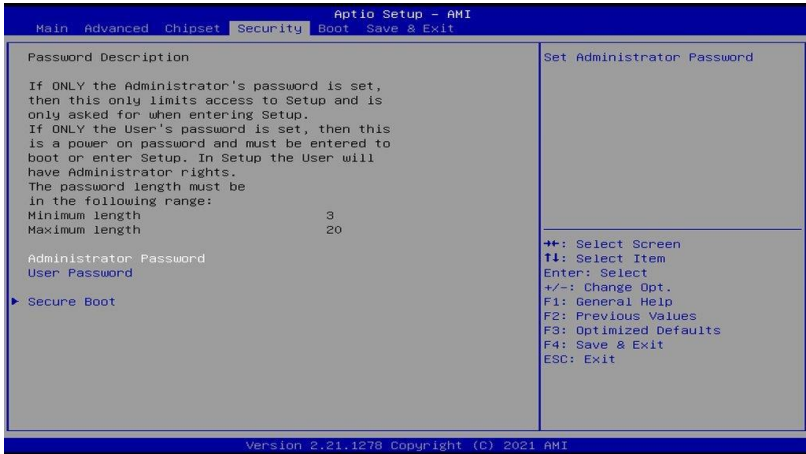 Aptio Setup – AMI
Main Advanced Chipset Security Boot Save & Exit
Password Description
If ONLY the Administrator's password is set,
then this only limits access to Setup and is
only asked for when entering Setup.
If ONLY the User's password is set, then this
is a power on password and must be entered to
boot or enter Setup. In Setup the User will
have Administrator rights.
The password length must be
in the following range:
Minimum length 3
Maximum length 20
Administrator Password
User Password
▶ Secure Boot
Set Administrator Password
→←: Select Screen
↑↓: Select Item
Enter: Select
+/-: Change Opt.
F1: General Help
F2: Previous Values
F3: Optimized Defaults
F4: Save & Exit
ESC: Exit
Version 2.21.1278 Copyright (C) 2021 AMI